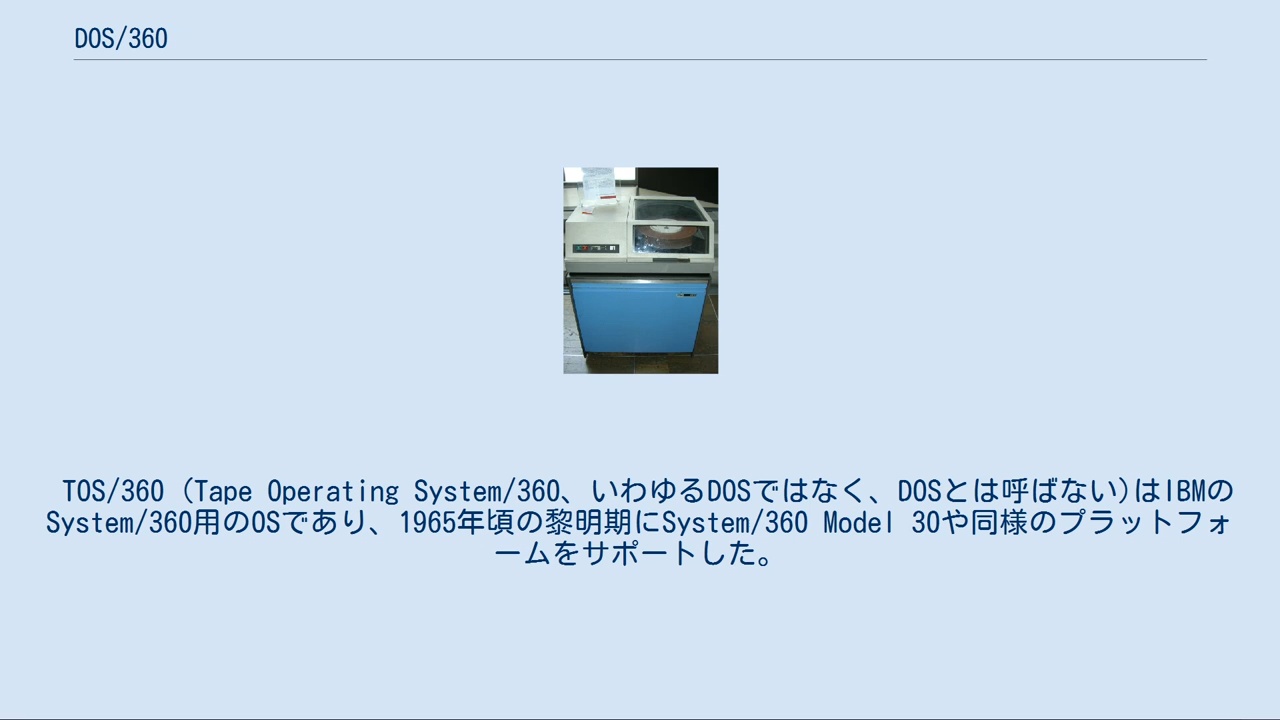 DOS/360
TOS/360 (Tape Operating System/360、いわゆるDOSではなく、DOSとは呼ばない)はIBMの
System/360用のOSであり、1965年頃の黎明期にSystem/360 Model 30や同様のプラットフォ
ームをサポートした。